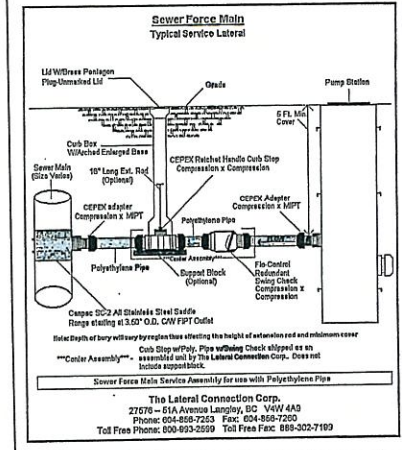 Sewer Force Main
Typical Service Lateral
Lid W/Brass Pentagon
Plug-Unmarked Lid
Grade
Pump Station
5 Ft. Min.
Cover
Curb Box
W/Arched Enlarged Base
Sewer Main
(Size Varies)
18" Long Ext. Rod
(Optional)
CEPEX Ratchet Handle Curb Stop
Compression x Compression
CEPEX adapter
Compression x MIPT
Polyethylene Pipe
CEPEX Adapter
Compression x MIPT
Polyethylene Pipe
***Canler Assembly***
Support Block
(Optional)
Flo-Control
Redundant
Swing Check
Compression x
Compression
Canpac SC-2 All Stainless Steel Saddle
Range starting at 3.50" O.D. C/W FIPT Outlet
Note: Depth of bury will vary by region thus effecting the height of extension rod and minimum cover
***Canler Assembly*** - Curb Stop w/Poly. Pipe w/Swing Check shipped as an
assembled unit by The Lateral Connection Corp. Does not
include support block.
Sewer Force Main Service Assembly for use with Polyethylene Pipe
The Lateral Connection Corp.
27576 – 51A Avenue Langley, BC V4W 4A9
Phone: 604-856-7253 Fax: 604-856-7260
Toll Free Phone: 800-993-2599 Toll Free Fax: 888-302-7199